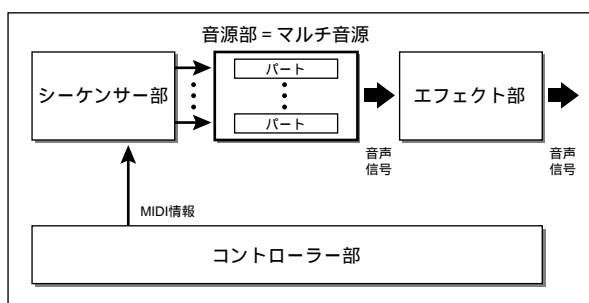 音源部 = マルチ音源
シーケンサー部
パート
パート
エフェクト部
音声
信号
音声
信号
MIDI情報
コントローラー部